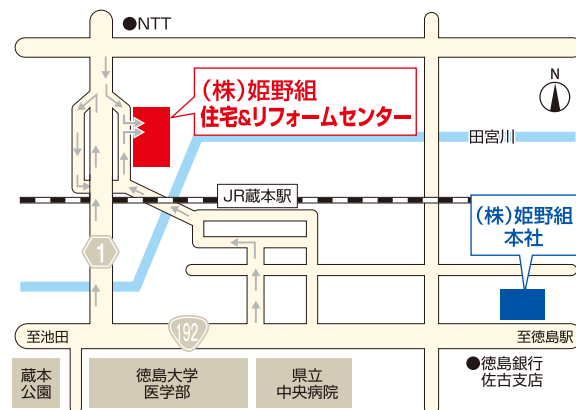 ●NTT
N
(株)姫野組
住宅&リフォームセンター
田宮川
JR蔵本駅
(株)姫野組
本社
1
192
至池田
至徳島駅
蔵本
公園
徳島大学
医学部
県立
中央病院
●徳島銀行
佐古支店